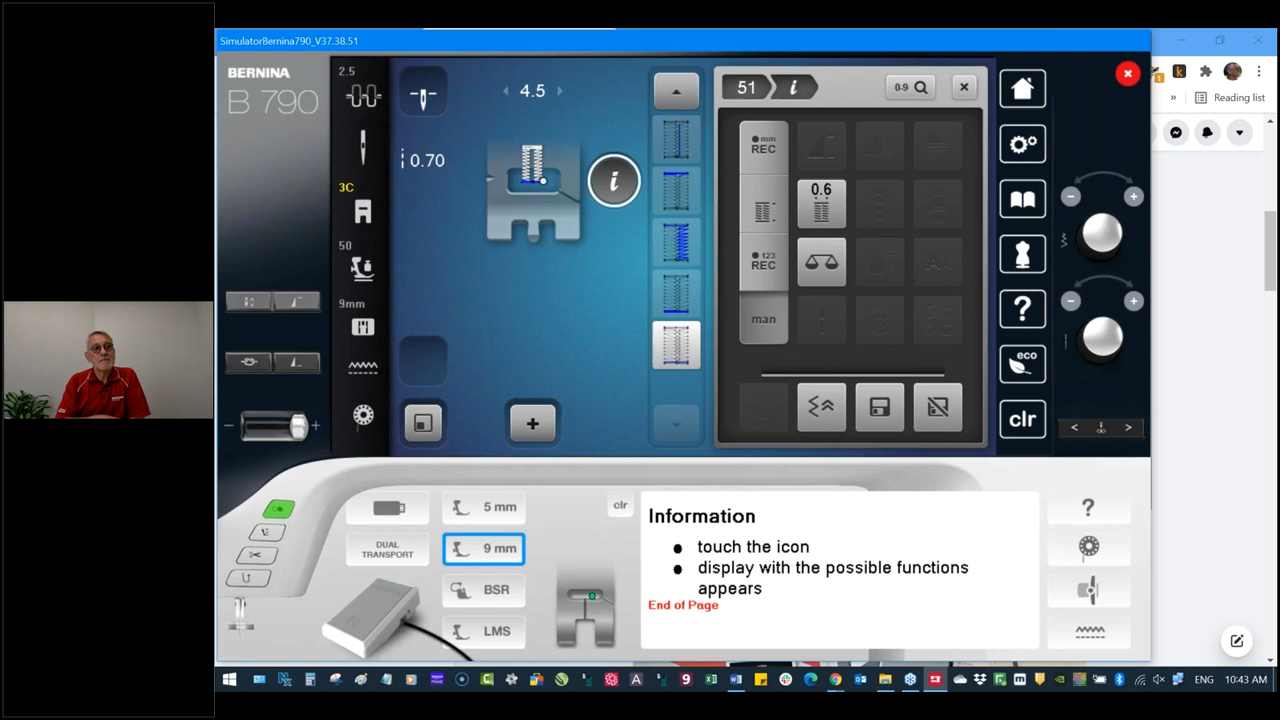 SimulatorBernina790_V37.38.51
BERNINA
B 790
2.5
3C
50
9mm
4.5
0.70
i
51
i
0-9
mm
REC
0.6
123
REC
man
?
eco
clr
Reading list
DUAL
TRANSPORT
5 mm
9 mm
BSR
LMS
clr
Information
● touch the icon
● display with the possible functions
appears
End of Page
?
ENG
10:43 AM